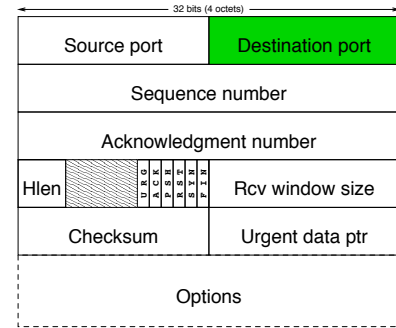 32 bits (4 octets)
Source port Destination port
Sequence number
Acknowledgment number
Hlen URG ACK PSH RST SYN FIN Rcv window size
Checksum Urgent data ptr
Options